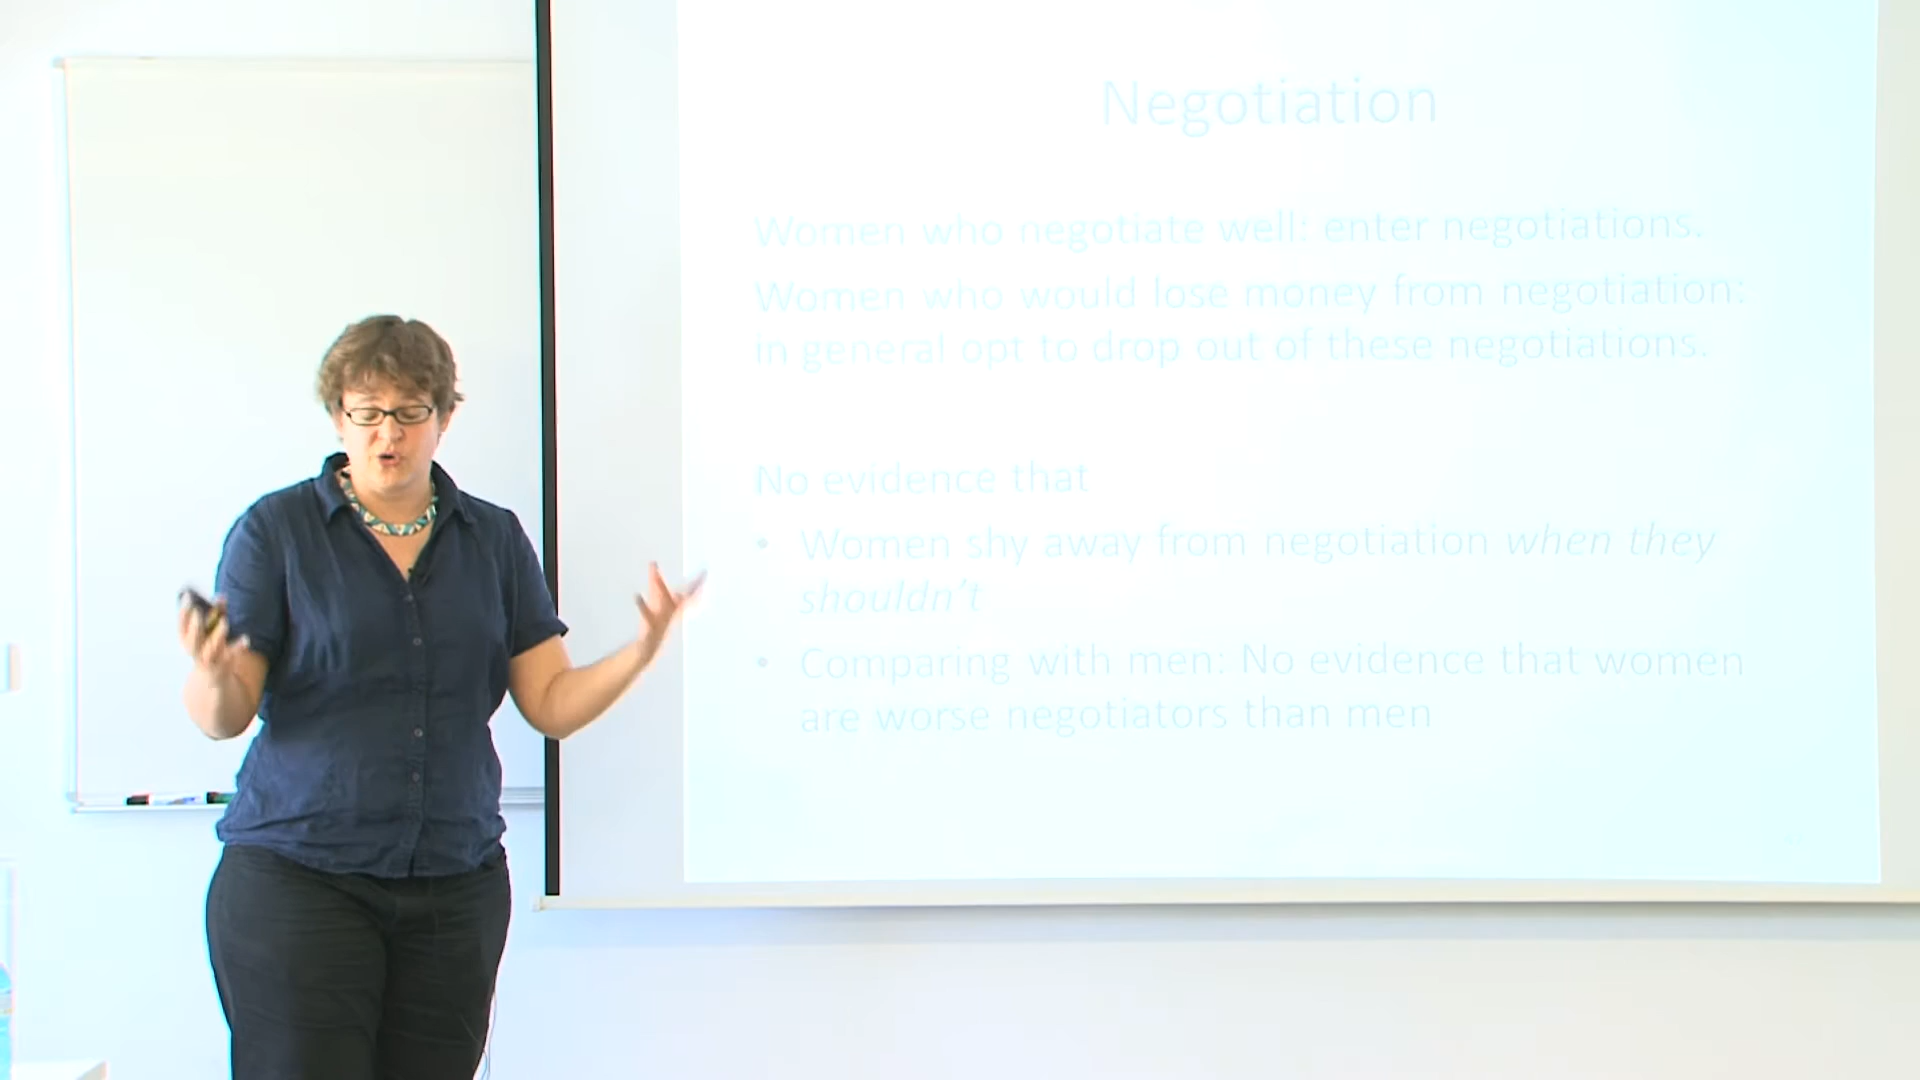 Negotiation
Women who negotiate well: enter negotiations.
Women who would lose money from negotiation:
in general opt to drop out of these negotiations.
No evidence that
• Women shy away from negotiation when they
shouldn't
• Comparing with men: No evidence that women
are worse negotiators than men